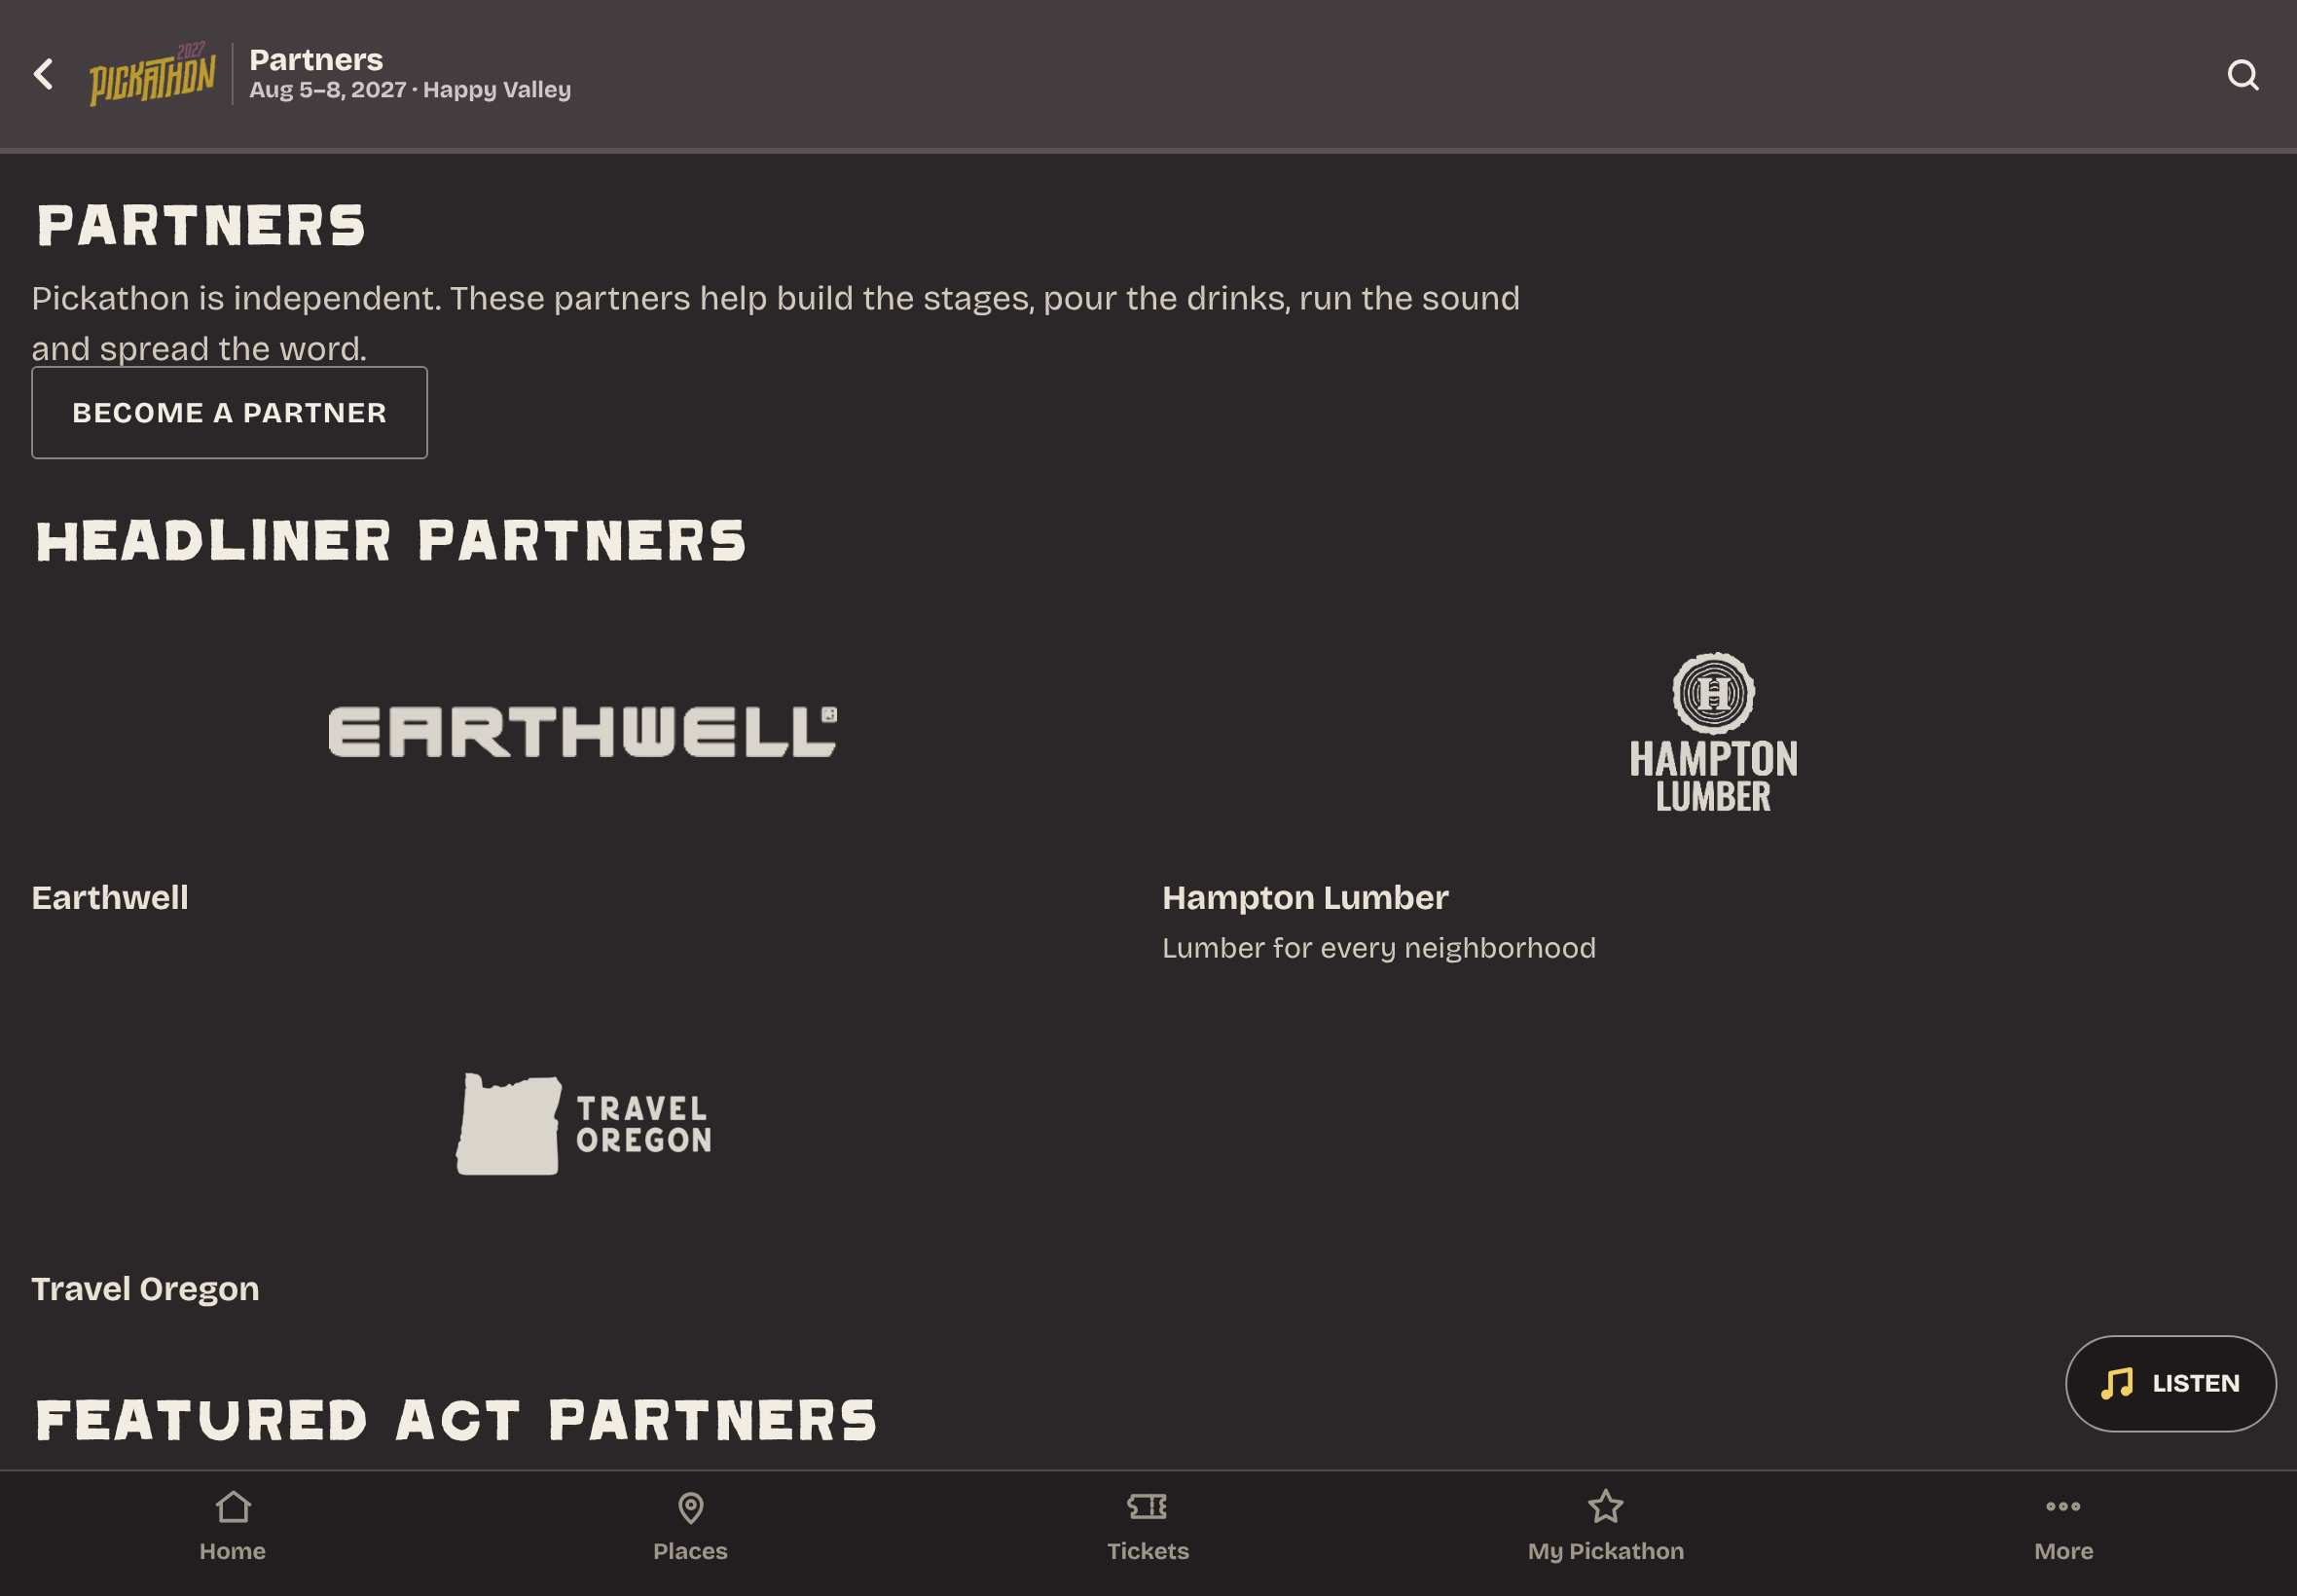 2027
PICKATHON
Partners
Aug 5–8, 2027 · Happy Valley
PARTNERS
Pickathon is independent. These partners help build the stages, pour the drinks, run the sound
and spread the word.
BECOME A PARTNER
HEADLINER PARTNERS
EARTHWELL
H
HAMPTON
LUMBER
Earthwell
Hampton Lumber
Lumber for every neighborhood
TRAVEL
OREGON
Travel Oregon
LISTEN
FEATURED ACT PARTNERS
Home
Places
Tickets
My Pickathon
More